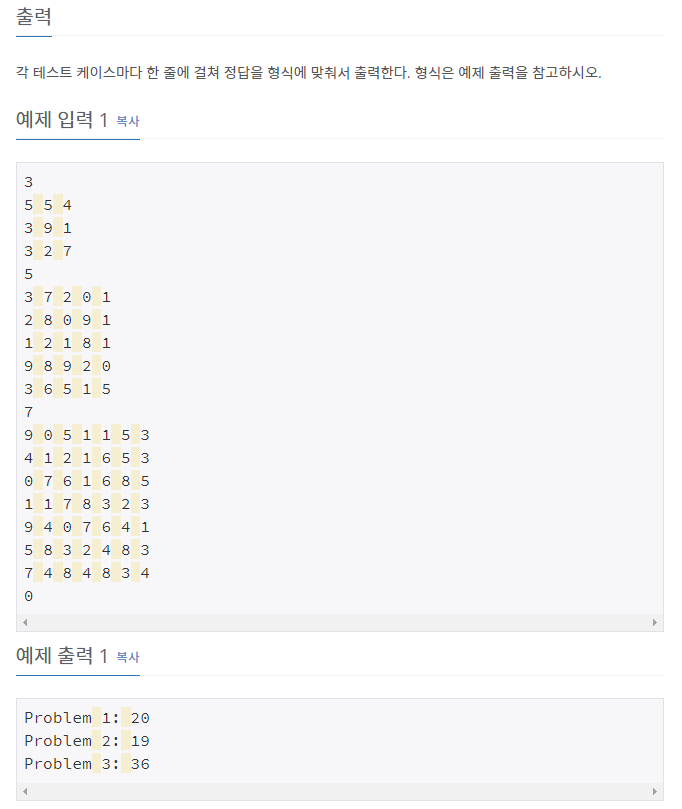 출력
각 테스트 케이스마다 한 줄에 걸쳐 정답을 형식에 맞춰서 출력한다. 형식은 예제 출력을 참고하시오.
예제 입력 1 복사
3
5 5 4
3 9 1
3 2 7
5
3 7 2 0 1
2 8 0 9 1
1 2 1 8 1
9 8 9 2 0
3 6 5 1 5
7
9 0 5 1 1 5 3
4 1 2 1 6 5 3
0 7 6 1 6 8 5
1 1 7 8 3 2 3
9 4 0 7 6 4 1
5 8 3 2 4 8 3
7 4 8 4 8 3 4
0
예제 출력 1 복사
Problem 1: 20
Problem 2: 19
Problem 3: 36